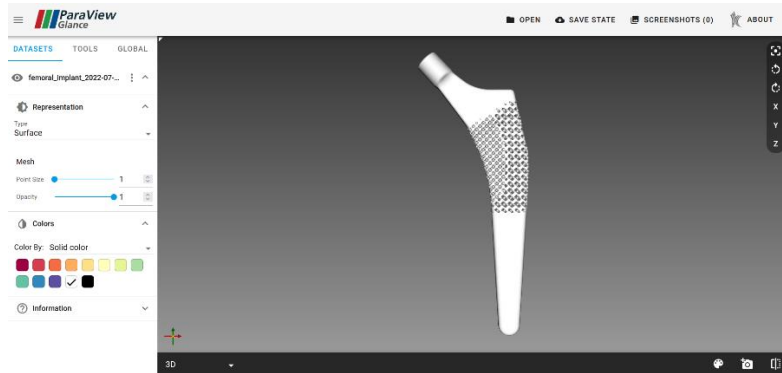 ParaView
Glance
OPEN
SAVE STATE
SCREENSHOTS (0)
ABOUT
DATASETS
TOOLS
GLOBAL
femoral_implant_2022-07-...
Representation
Type
Surface
Mesh
Point Size
1
Opacity
1
Colors
Color By: Solid color
Information
X
Y
Z
3D